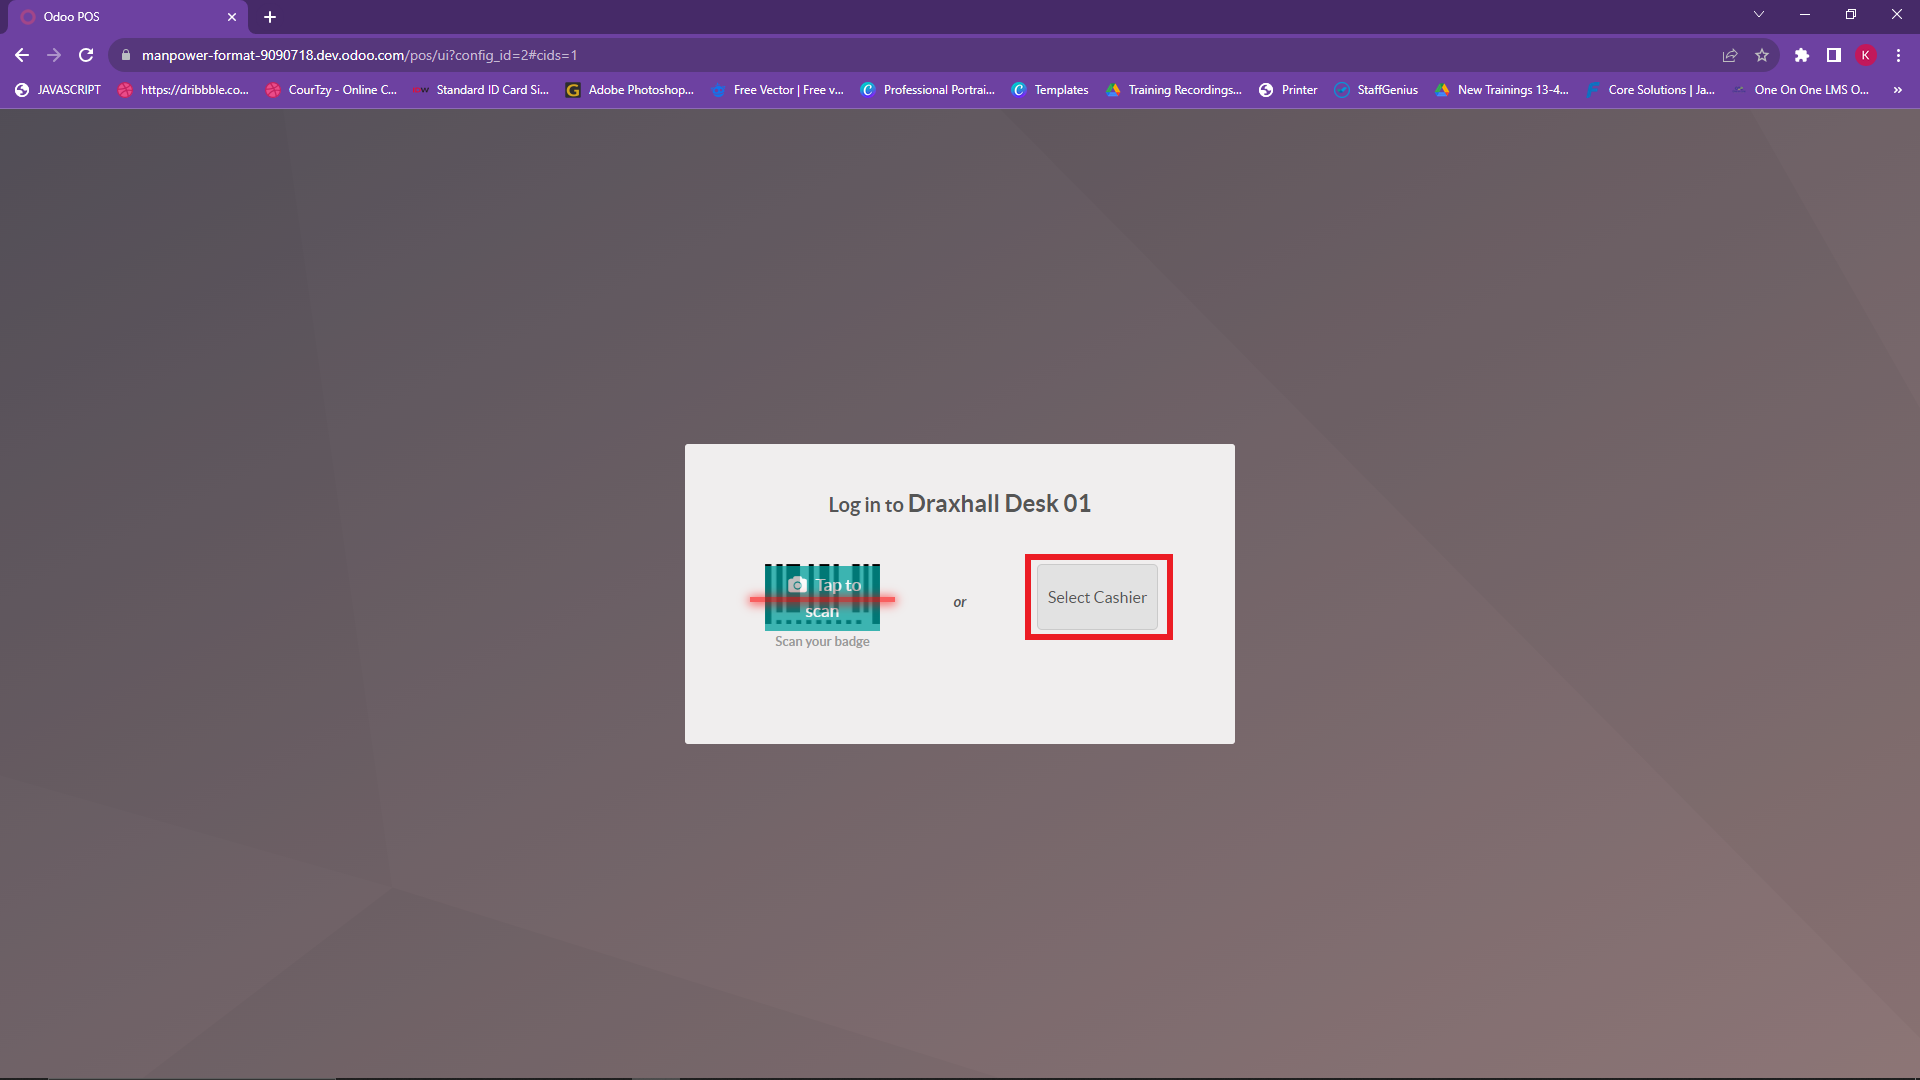 Odoo POS
manpower-format-9090718.dev.odoo.com/pos/ui?config_id=2#cids=1
K
JAVASCRIPT
https://dribbble.co...
CourTzy - Online C...
Standard ID Card Si...
Adobe Photoshop...
Free Vector | Free v...
Professional Portrai...
Templates
Training Recordings...
Printer
StaffGenius
New Trainings 13-4...
Core Solutions | Ja...
One On One LMS O...
Log in to Draxhall Desk 01
Tap to
scan
Scan your badge
or
Select Cashier